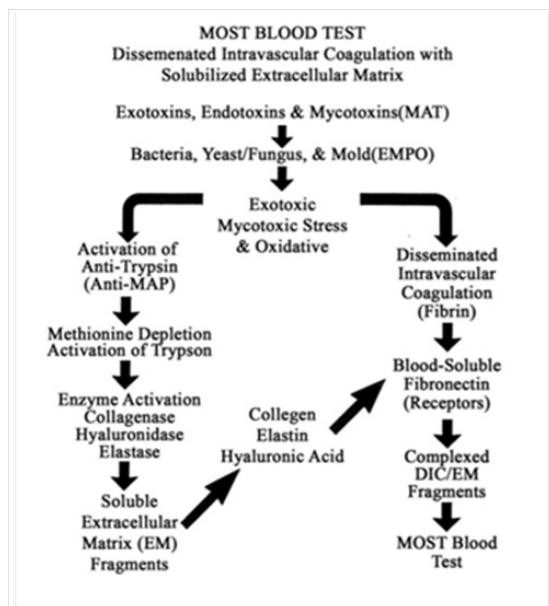 MOST BLOOD TEST
Dissemenated Intravascular Coagulation with
Solubilized Extracellular Matrix
Exotoxins, Endotoxins & Mycotoxins(MAT)
Bacteria, Yeast/Fungus, & Mold(EMPO)
Exotoxic
Mycotoxic Stress
& Oxidative
Activation of
Anti-Trypsin
(Anti-MAP)
Methionine Depletion
Activation of Trypson
Enzyme Activation
Collagenase
Hyaluronidase
Elastase
Soluble
Extracellular
Matrix (EM)
Fragments
Collegen
Elastin
Hyaluronic Acid
Disseminated
Intravascular
Coagulation
(Fibrin)
Blood-Soluble
Fibronectin
(Receptors)
Complexed
DIC/EM
Fragments
MOST Blood
Test